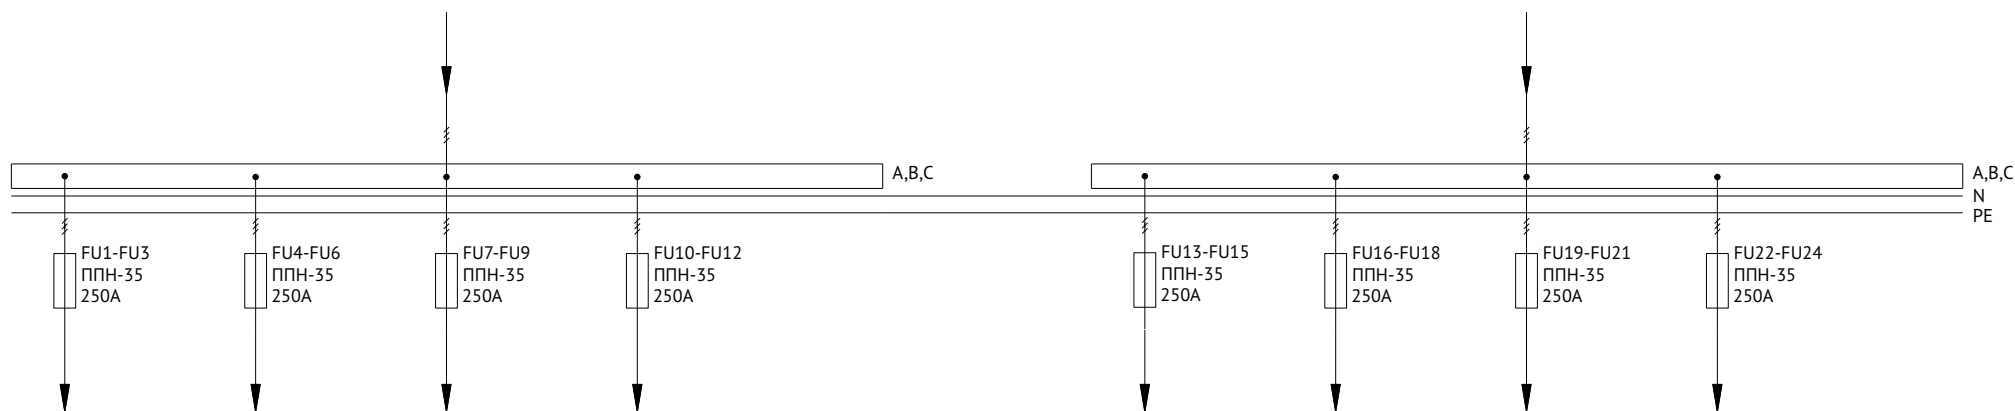 A,B,C
A,B,C
N
PE
FU1-FU3
ППН-35
250А
FU4-FU6
ППН-35
250А
FU7-FU9
ППН-35
250А
FU10-FU12
ППН-35
250А
FU13-FU15
ППН-35
250А
FU16-FU18
ППН-35
250А
FU19-FU21
ППН-35
250А
FU22-FU24
ППН-35
250А